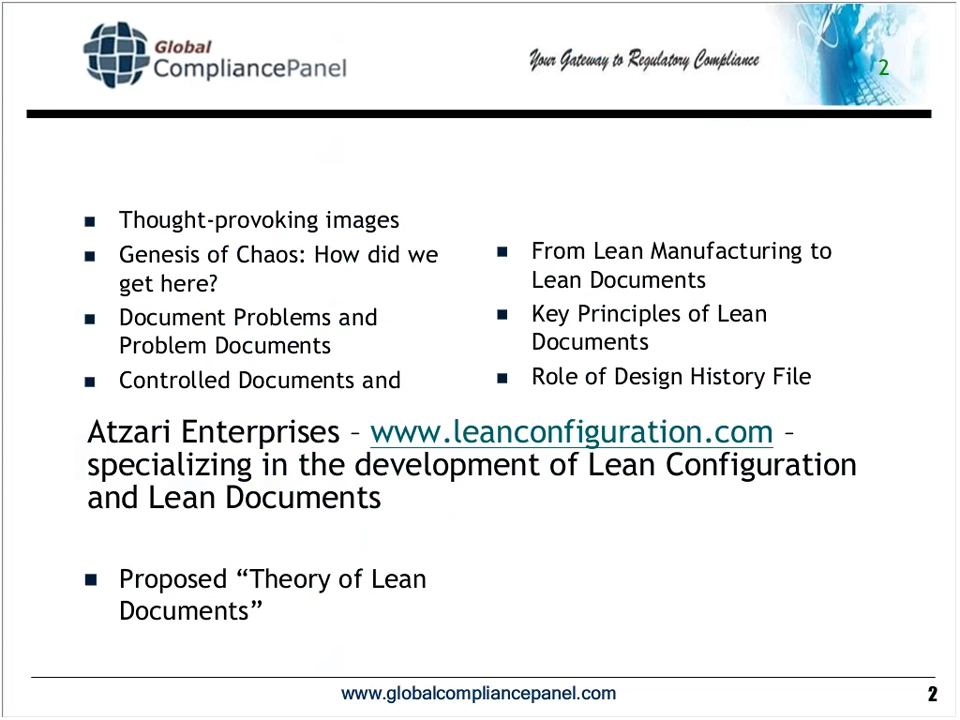 Global
CompliancePanel
Your Gateway to Regulatory Compliance
2
Thought-provoking images
Genesis of Chaos: How did we
get here?
Document Problems and
Problem Documents
Controlled Documents and
From Lean Manufacturing to
Lean Documents
Key Principles of Lean
Documents
Role of Design History File
Atzari Enterprises – www.leanconfiguration.com –
specializing in the development of Lean Configuration
and Lean Documents
Proposed “Theory of Lean
Documents”
www.globalcompliancepanel.com
2